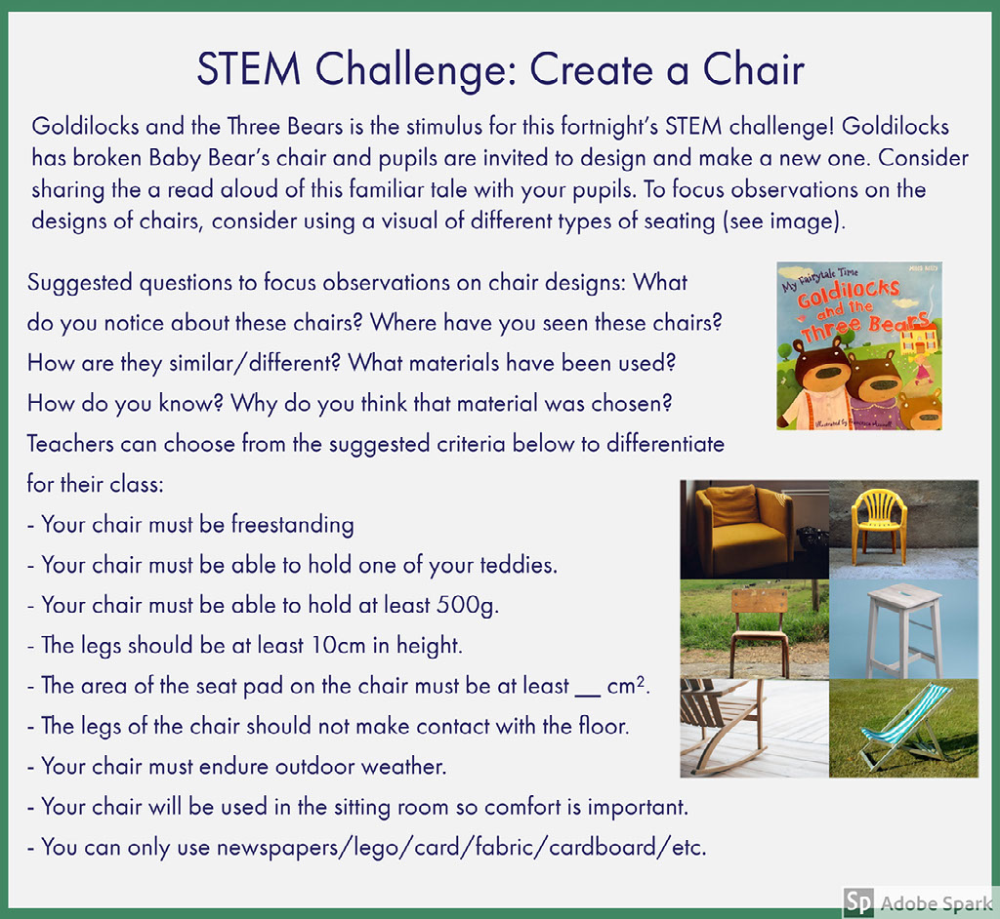 STEM Challenge: Create a Chair
Goldilocks and the Three Bears is the stimulus for this fortnight's STEM challenge! Goldilocks
has broken Baby Bear's chair and pupils are invited to design and make a new one. Consider
sharing the a read aloud of this familiar tale with your pupils. To focus observations on the
designs of chairs, consider using a visual of different types of seating (see image).
Suggested questions to focus observations on chair designs: What
do you notice about these chairs? Where have you seen these chairs?
How are they similar/different? What materials have been used?
How do you know? Why do you think that material was chosen?
Teachers can choose from the suggested criteria below to differentiate
for their class:
- Your chair must be freestanding
- Your chair must be able to hold one of your teddies.
- Your chair must be able to hold at least 500g.
- The legs should be at least 10cm in height.
- The area of the seat pad on the chair must be at least __ cm².
- The legs of the chair should not make contact with the floor.
- Your chair must endure outdoor weather.
- Your chair will be used in the sitting room so comfort is important.
- You can only use newspapers/lego/card/fabric/cardboard/etc.
MILES KELLY
My Fairytale Time
GOLDILOCKS
and the
Three Bears
Illustrated by
Sp Adobe Spark